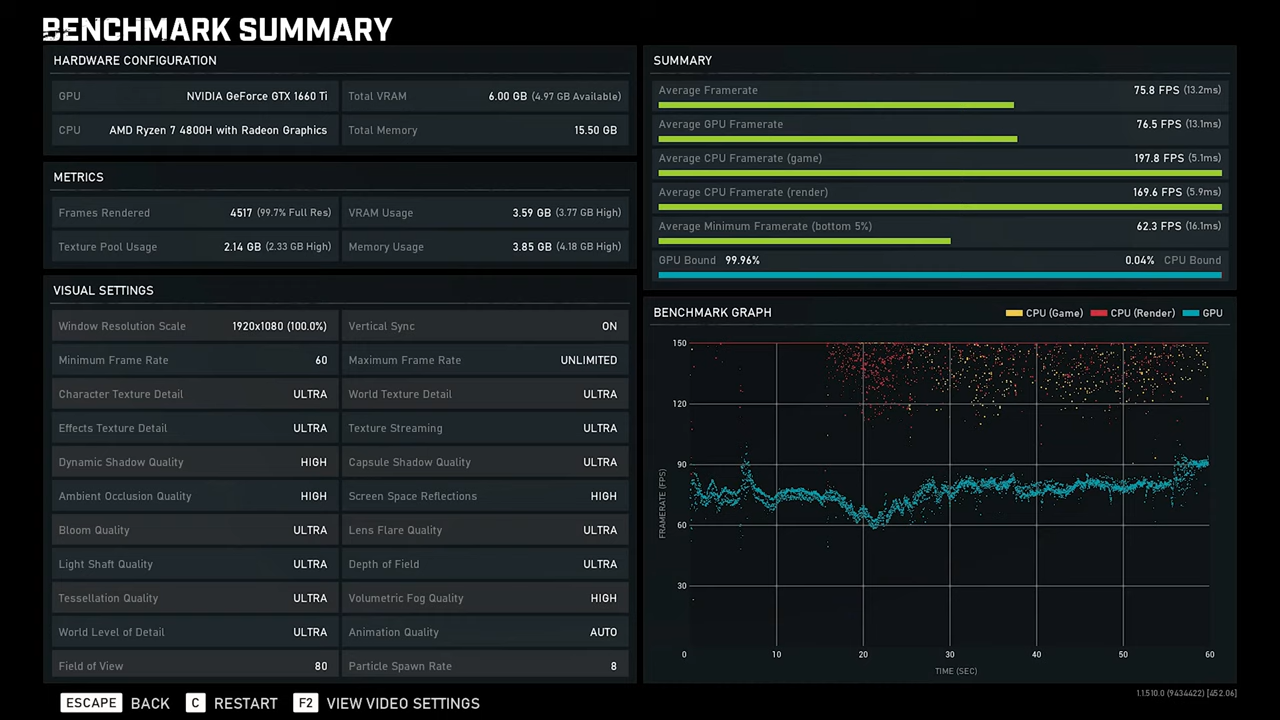 BENCHMARK SUMMARY
HARDWARE CONFIGURATION
GPU NVIDIA GeForce GTX 1660 Ti Total VRAM 6.00 GB (4.97 GB Available)
CPU AMD Ryzen 7 4800H with Radeon Graphics Total Memory 15.50 GB
METRICS
Frames Rendered 4517 (99.7% Full Res) VRAM Usage 3.59 GB (3.77 GB High)
Texture Pool Usage 2.14 GB (2.33 GB High) Memory Usage 3.85 GB (4.18 GB High)
VISUAL SETTINGS
Window Resolution Scale 1920x1080 (100.0%) Vertical Sync ON
Minimum Frame Rate 60 Maximum Frame Rate UNLIMITED
Character Texture Detail ULTRA World Texture Detail ULTRA
Effects Texture Detail ULTRA Texture Streaming ULTRA
Dynamic Shadow Quality HIGH Capsule Shadow Quality ULTRA
Ambient Occlusion Quality HIGH Screen Space Reflections HIGH
Bloom Quality ULTRA Lens Flare Quality ULTRA
Light Shaft Quality ULTRA Depth of Field ULTRA
Tessellation Quality ULTRA Volumetric Fog Quality HIGH
World Level of Detail ULTRA Animation Quality AUTO
Field of View 80 Particle Spawn Rate 8
SUMMARY
Average Framerate 75.8 FPS (13.2ms)
Average GPU Framerate 76.5 FPS (13.1ms)
Average CPU Framerate (game) 197.8 FPS (5.1ms)
Average CPU Framerate (render) 169.6 FPS (5.9ms)
Average Minimum Framerate (bottom 5%) 62.3 FPS (16.1ms)
GPU Bound 99.96% 0.04% CPU Bound
BENCHMARK GRAPH CPU (Game) CPU (Render) GPU
150
120
90
60
30
FRAMERATE (FPS)
0 10 20 30 40 50 60
TIME (SEC)
ESCAPE BACK C RESTART F2 VIEW VIDEO SETTINGS
1.1.510.0 (9434422) [452.06]